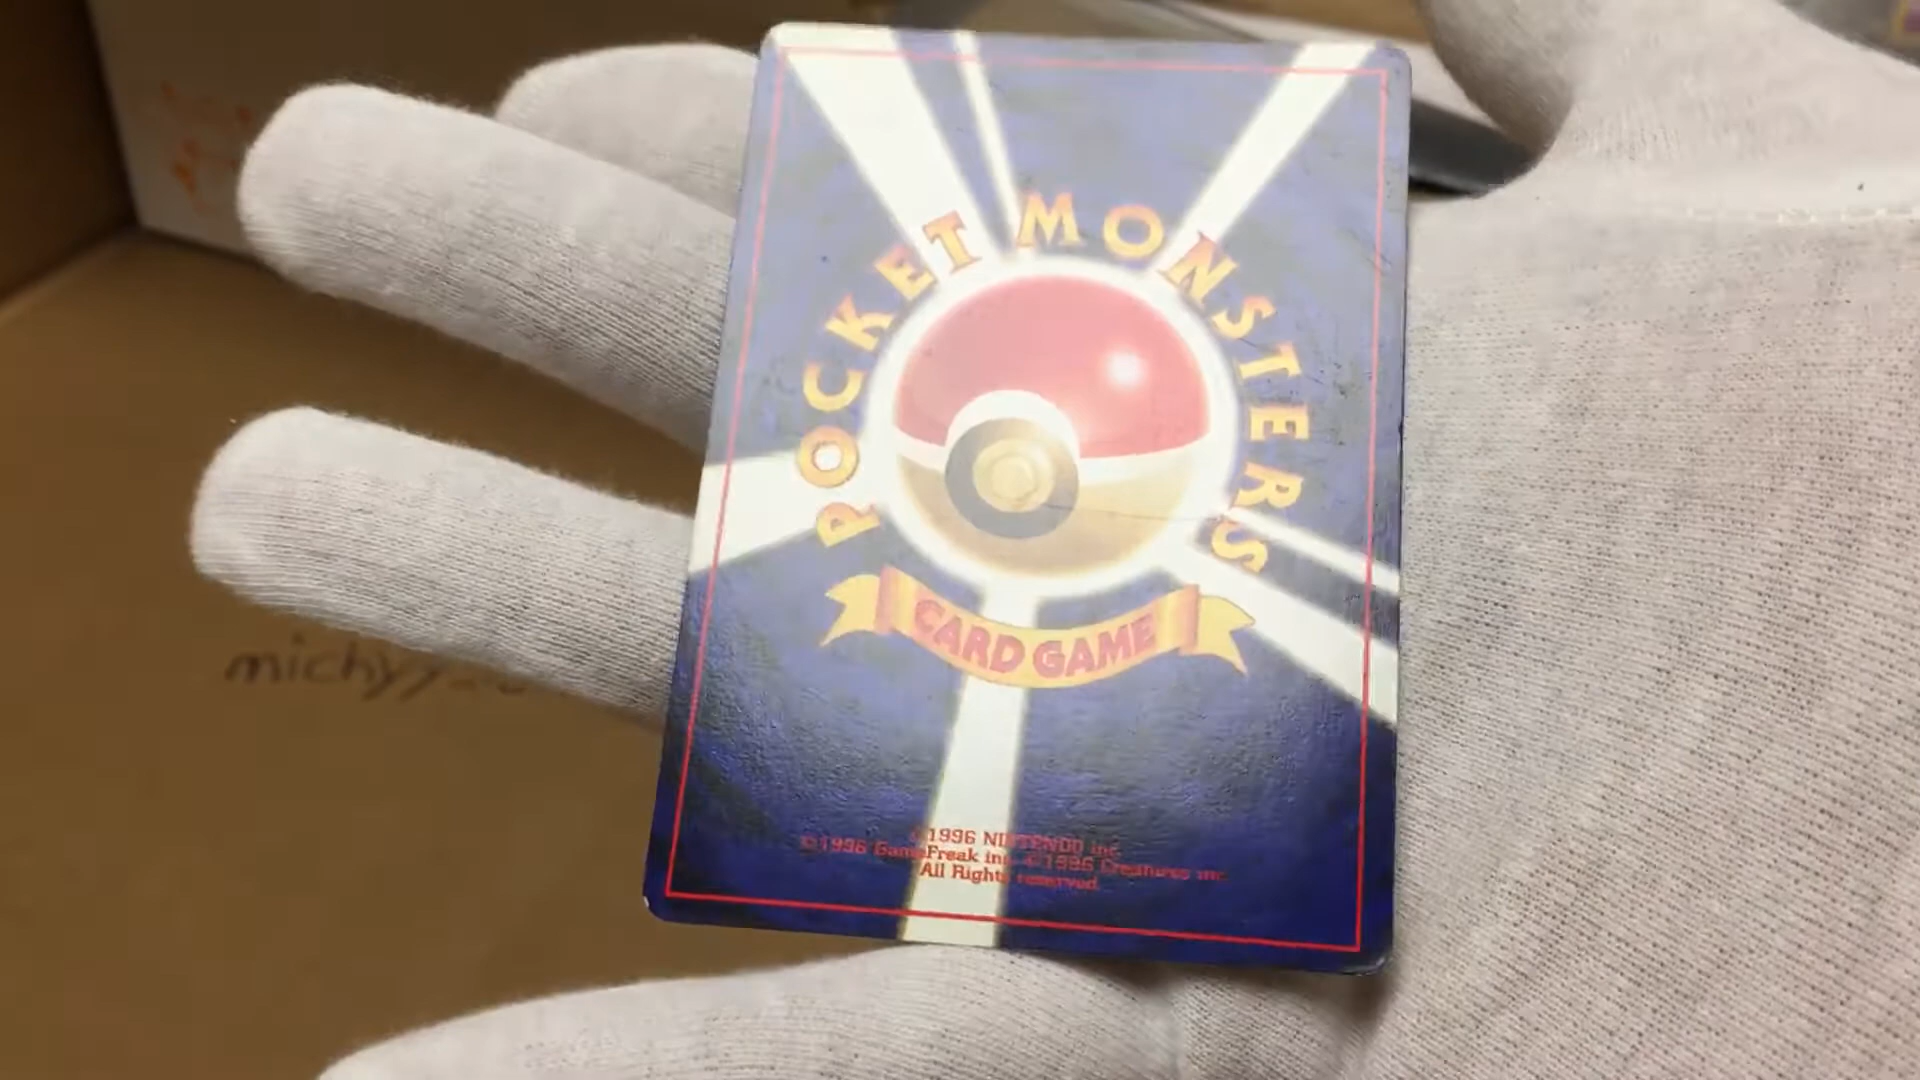 POCKET MONSTERS
CARD GAME
©1996 NINTENDO inc.
©1996 GameFreak inc. ©1996 Creatures inc.
All Rights reserved.